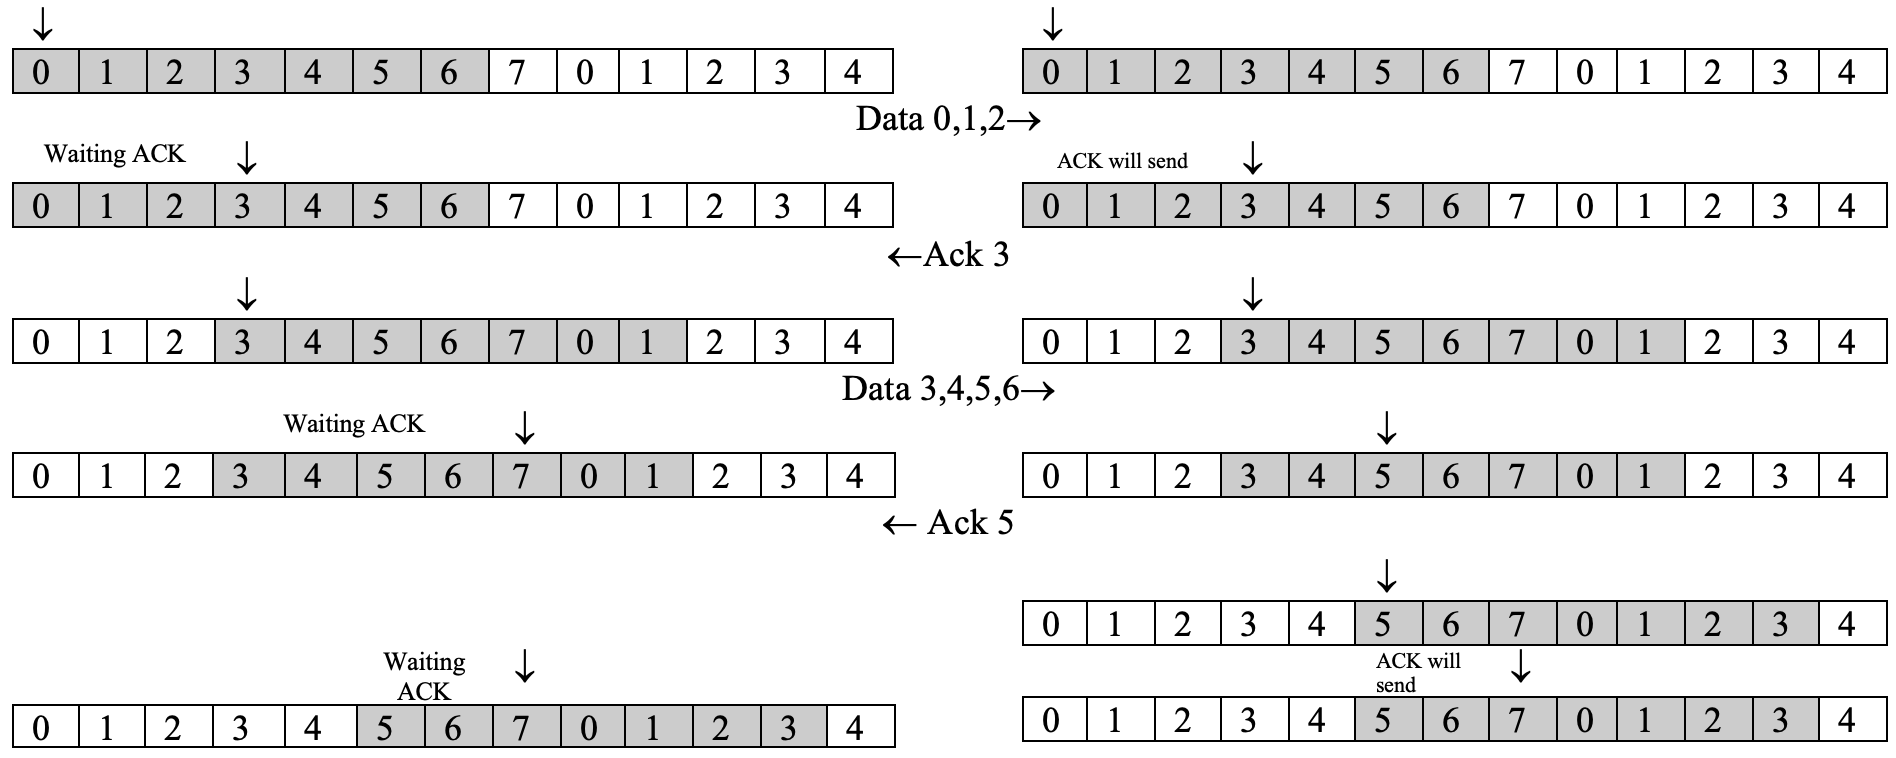 ↓ ↓
0 1 2 3 4 5 6 7 0 1 2 3 4 0 1 2 3 4 5 6 7 0 1 2 3 4
Data 0,1,2→
Waiting ACK ↓ ACK will send ↓
0 1 2 3 4 5 6 7 0 1 2 3 4 0 1 2 3 4 5 6 7 0 1 2 3 4
←Ack 3
↓ ↓
0 1 2 3 4 5 6 7 0 1 2 3 4 0 1 2 3 4 5 6 7 0 1 2 3 4
Data 3,4,5,6→
Waiting ACK ↓ ↓
0 1 2 3 4 5 6 7 0 1 2 3 4 0 1 2 3 4 5 6 7 0 1 2 3 4
← Ack 5
↓
0 1 2 3 4 5 6 7 0 1 2 3 4
Waiting ↓ ACK will ↓
ACK send
0 1 2 3 4 5 6 7 0 1 2 3 4 0 1 2 3 4 5 6 7 0 1 2 3 4